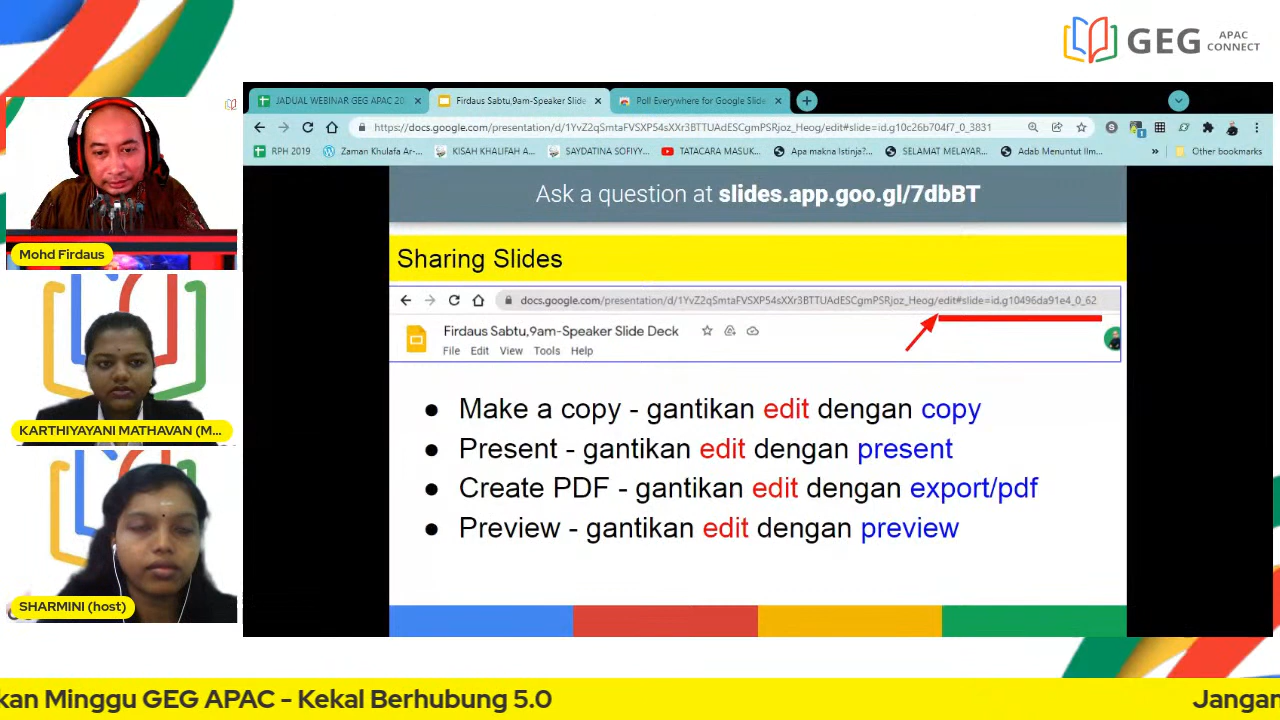 GEG APAC CONNECT
JADUAL WEBINAR GEG APAC 20
Firdaus Sabtu,9am-Speaker Slide
Poll Everywhere for Google Slide
https://docs.google.com/presentation/d/1YvZ2qSmtaFVSXP54sXXr3BTTUAdESCgmPSRjoz_Heog/edit#slide=id.g10c26b704f7_0_3831
RPH 2019
Zaman Khulafa Ar-...
KISAH KHALIFAH A...
SAYDATINA SOFIYY...
TATACARA MASUK...
Apa makna Istinja?...
SELAMAT MELAYAR...
Adab Menuntut Ilm...
» Other bookmarks
Ask a question at slides.app.goo.gl/7dbBT
Sharing Slides
docs.google.com/presentation/d/1YvZ2qSmtaFVSXP54sXXr3BTTUAdESCgmPSRjoz_Heog/edit#slide=id.g10496da91e4_0_62
Firdaus Sabtu,9am-Speaker Slide Deck
File Edit View Tools Help
● Make a copy - gantikan edit dengan copy
● Present - gantikan edit dengan present
● Create PDF - gantikan edit dengan export/pdf
● Preview - gantikan edit dengan preview
Mohd Firdaus
KARTHIYAYANI MATHAVAN (M...
SHARMINI (host)
kan Minggu GEG APAC - Kekal Berhubung 5.0
Jangan